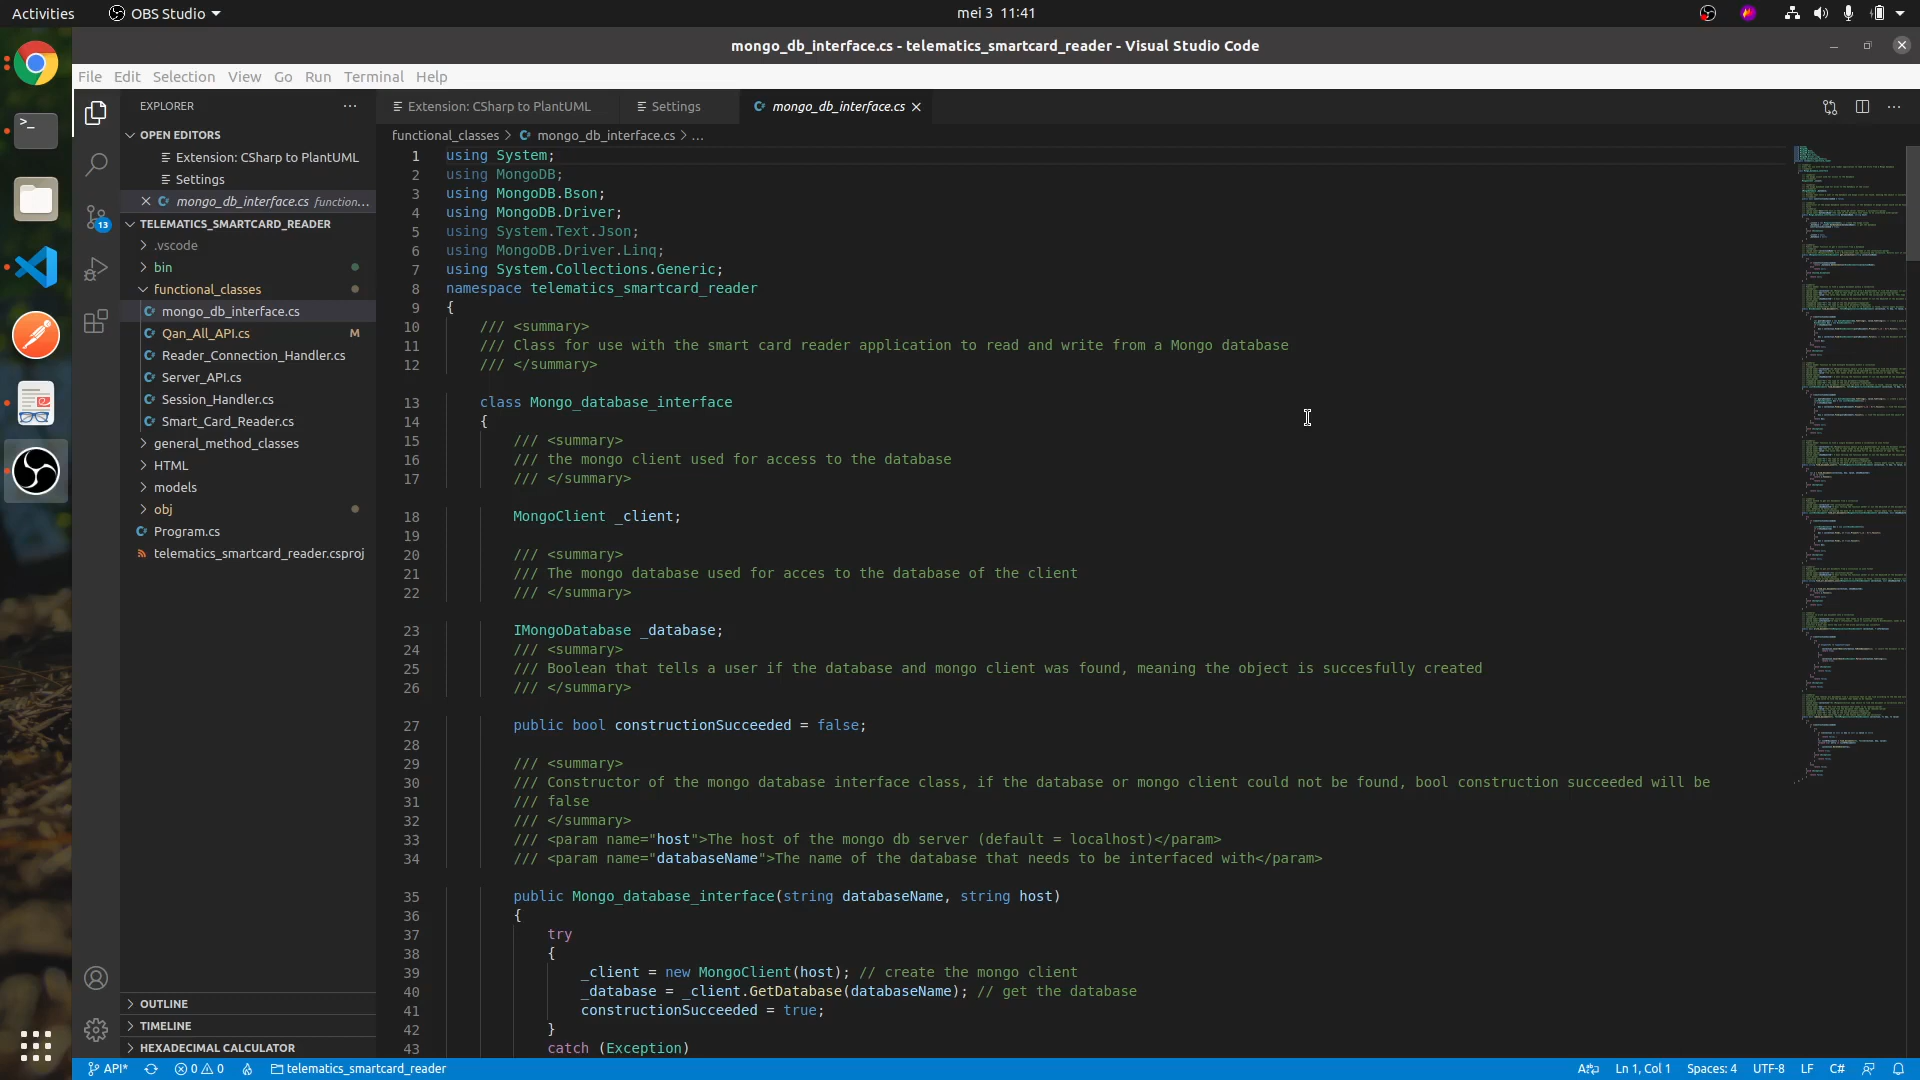 Activities
OBS Studio
mei 3 11:41
mongo_db_interface.cs - telematics_smartcard_reader - Visual Studio Code
File Edit Selection View Go Run Terminal Help
EXPLORER
OPEN EDITORS
Extension: CSharp to PlantUML
Settings
mongo_db_interface.cs function...
TELEMATICS_SMARTCARD_READER
.vscode
bin
functional_classes
mongo_db_interface.cs
Qan_All_API.cs M
Reader_Connection_Handler.cs
Server_API.cs
Session_Handler.cs
Smart_Card_Reader.cs
general_method_classes
HTML
models
obj
Program.cs
telematics_smartcard_reader.csproj
OUTLINE
TIMELINE
HEXADECIMAL CALCULATOR
13
Extension: CSharp to PlantUML
Settings
mongo_db_interface.cs
functional_classes > mongo_db_interface.cs > ...
1 using System;
2 using MongoDB;
3 using MongoDB.Bson;
4 using MongoDB.Driver;
5 using System.Text.Json;
6 using MongoDB.Driver.Linq;
7 using System.Collections.Generic;
8 namespace telematics_smartcard_reader
9 {
10 /// <summary>
11 /// Class for use with the smart card reader application to read and write from a Mongo database
12 /// </summary>
13 class Mongo_database_interface
14 {
15 /// <summary>
16 /// the mongo client used for access to the database
17 /// </summary>
18 MongoClient _client;
19
20 /// <summary>
21 /// The mongo database used for acces to the database of the client
22 /// </summary>
23 IMongoDatabase _database;
24 /// <summary>
25 /// Boolean that tells a user if the database and mongo client was found, meaning the object is succesfully created
26 /// </summary>
27 public bool constructionSucceeded = false;
28
29 /// <summary>
30 /// Constructor of the mongo database interface class, if the database or mongo client could not be found, bool construction succeeded will be
31 /// false
32 /// </summary>
33 /// <param name="host">The host of the mongo db server (default = localhost)</param>
34 /// <param name="databaseName">The name of the database that needs to be interfaced with</param>
35 public Mongo_database_interface(string databaseName, string host)
36 {
37 try
38 {
39 _client = new MongoClient(host); // create the mongo client
40 _database = _client.GetDatabase(databaseName); // get the database
41 constructionSucceeded = true;
42 }
43 catch (Exception)
API* 0 0 telematics_smartcard_reader
Ln 1, Col 1 Spaces: 4 UTF-8 LF C#